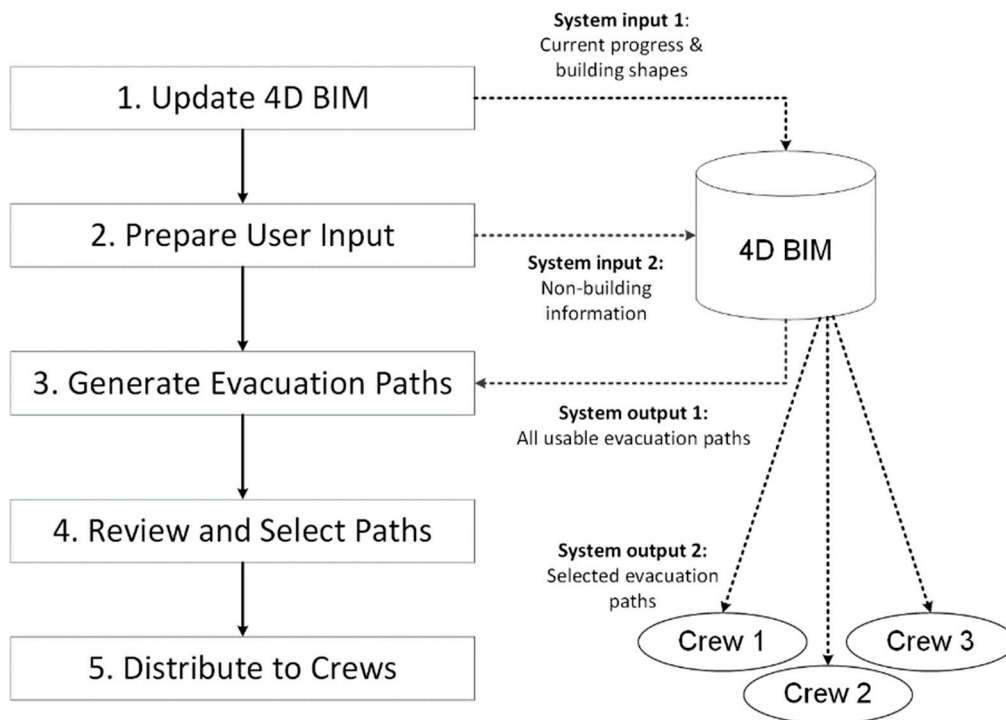 System input 1:
Current progress &
building shapes
1. Update 4D BIM
2. Prepare User Input
4D BIM
System input 2:
Non-building
information
3. Generate Evacuation Paths
System output 1:
All usable evacuation paths
4. Review and Select Paths
System output 2:
Selected evacuation
paths
Crew 1
Crew 3
5. Distribute to Crews
Crew 2